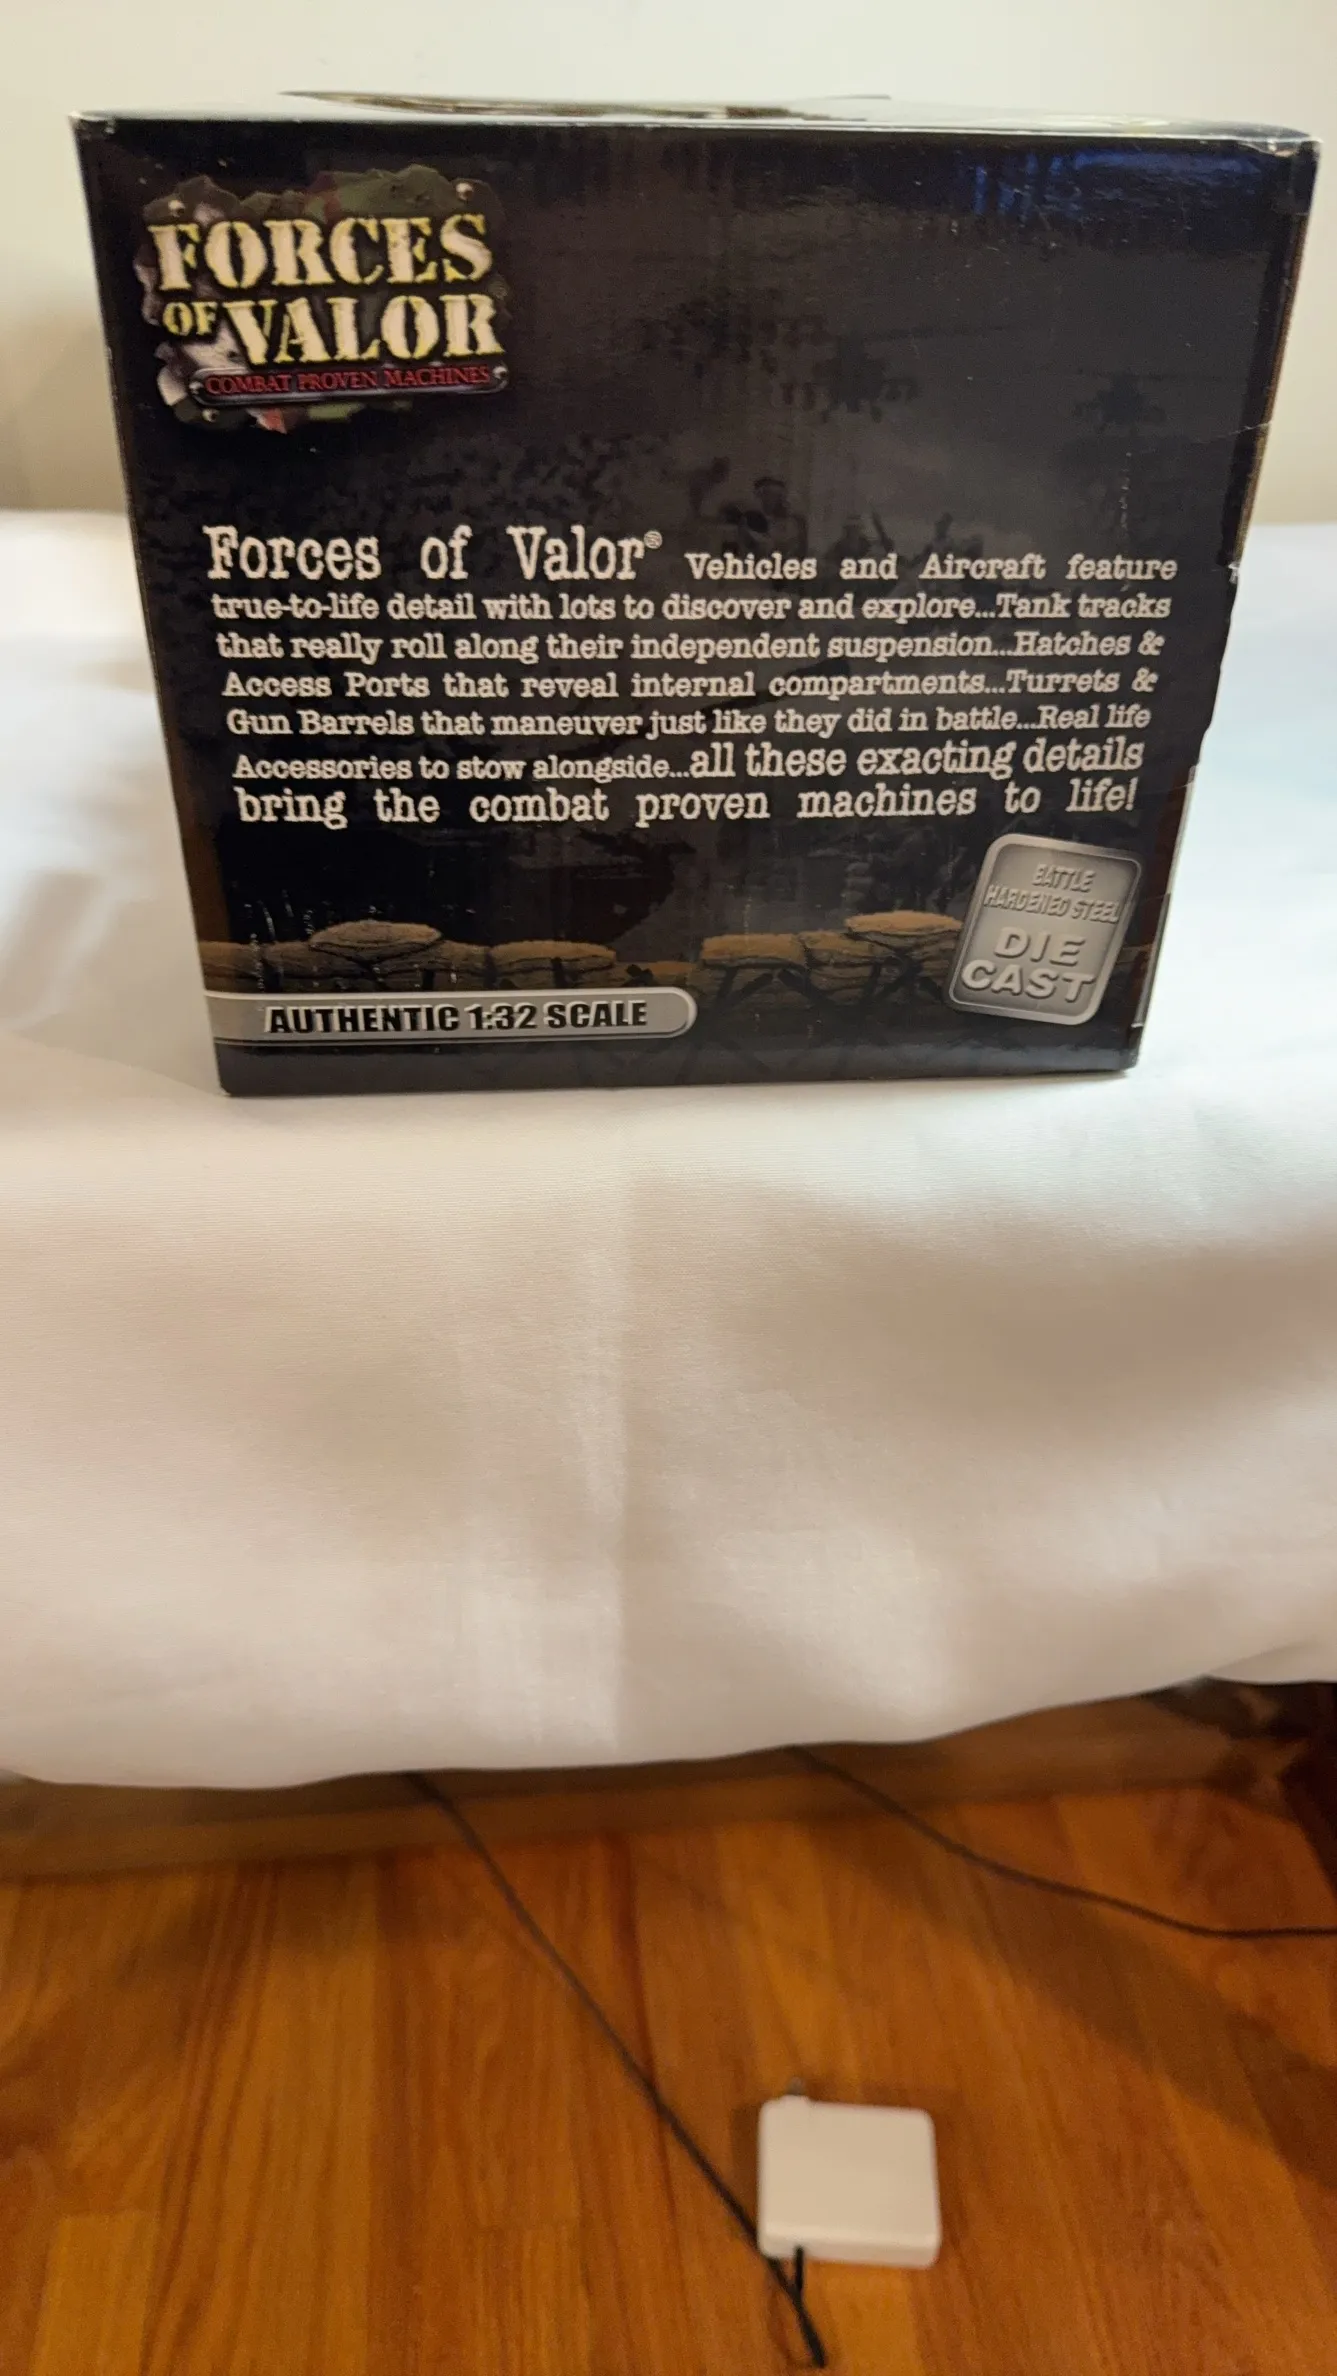 FORCES
OF VALOR
COMBAT PROVEN MACHINES
Forces of Valor® Vehicles and Aircraft feature
true-to-life detail with lots to discover and explore...Tank tracks
that really roll along their independent suspension...Hatches &
Access Ports that reveal internal compartments...Turrets &
Gun Barrels that maneuver just like they did in battle...Real life
Accessories to stow alongside...all these exacting details
bring the combat proven machines to life!
BATTLE
HARDENED STEEL
DIE
CAST
AUTHENTIC 1:32 SCALE